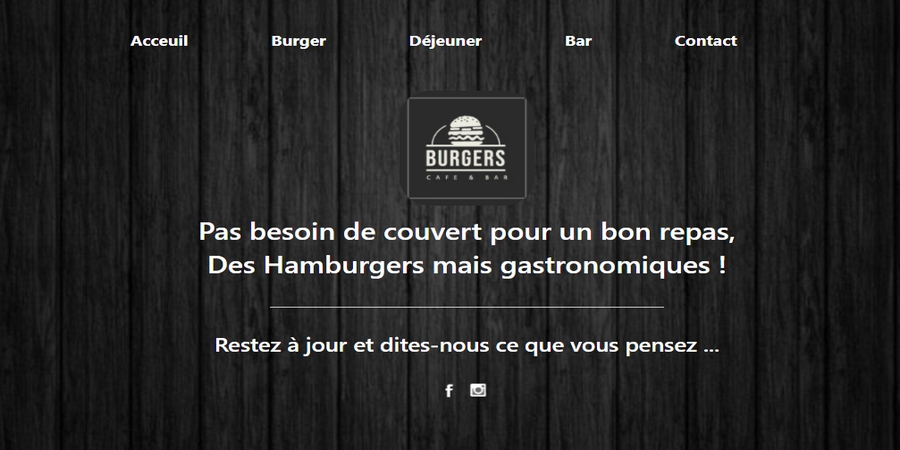 Acceuil Burger Déjeuner Bar Contact
BURGERS
CAFE & BAR
Pas besoin de couvert pour un bon repas,
Des Hamburgers mais gastronomiques !
Restez à jour et dites-nous ce que vous pensez ...